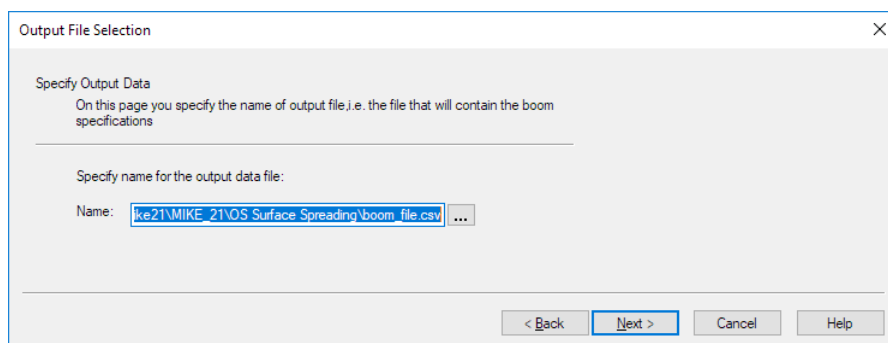 Output File Selection
Specify Output Data
On this page you specify the name of output file,i.e. the file that will contain the boom
specifications
Specify name for the output data file:
Name: ike21\MIKE_21\OS Surface Spreading\boom_file.csv ...
< Back Next > Cancel Help